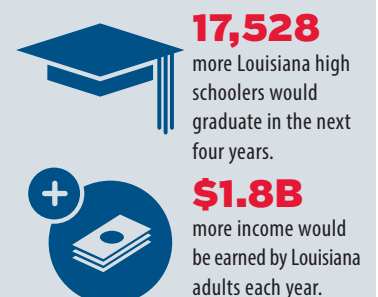 17,528
more Louisiana high
schoolers would
graduate in the next
four years.
$1.8B
more income would
be earned by Louisiana
adults each year.